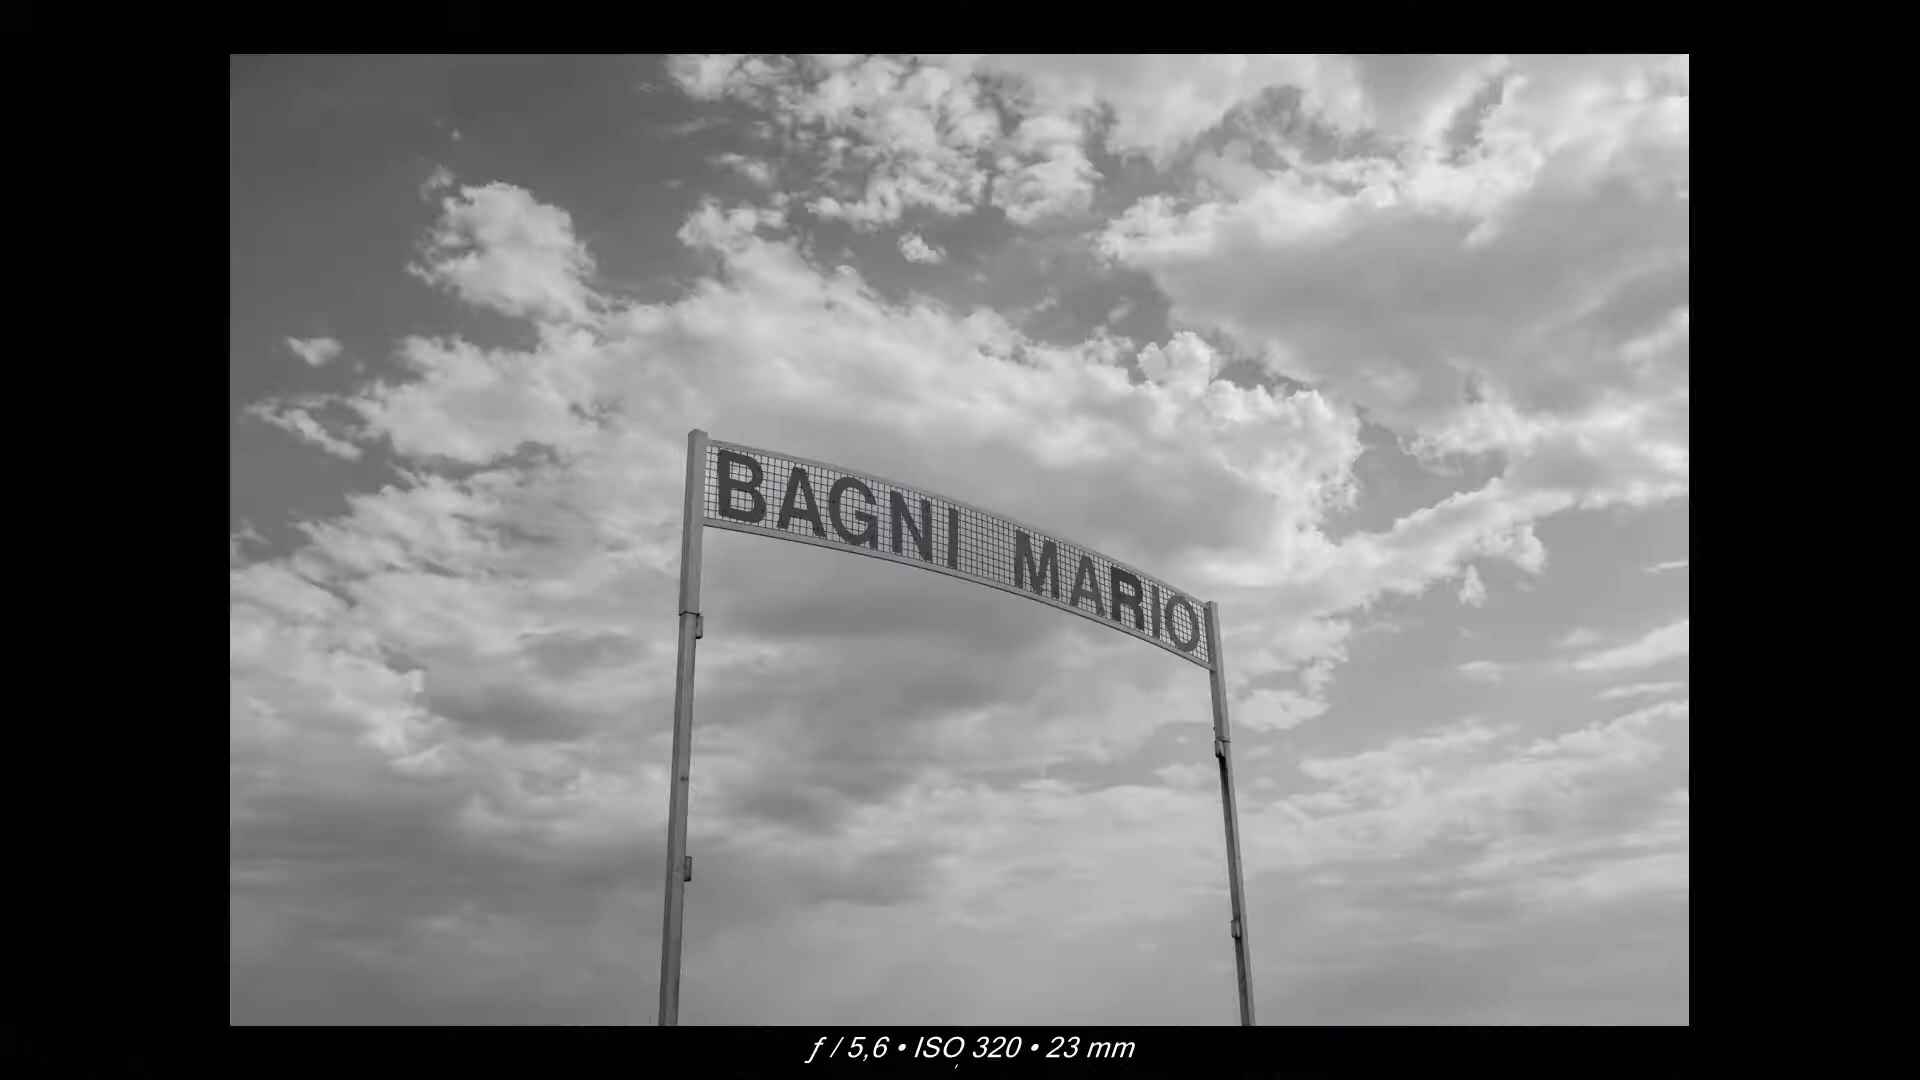 BAGNI MARIO
ƒ / 5,6 • ISO 320 • 23 mm